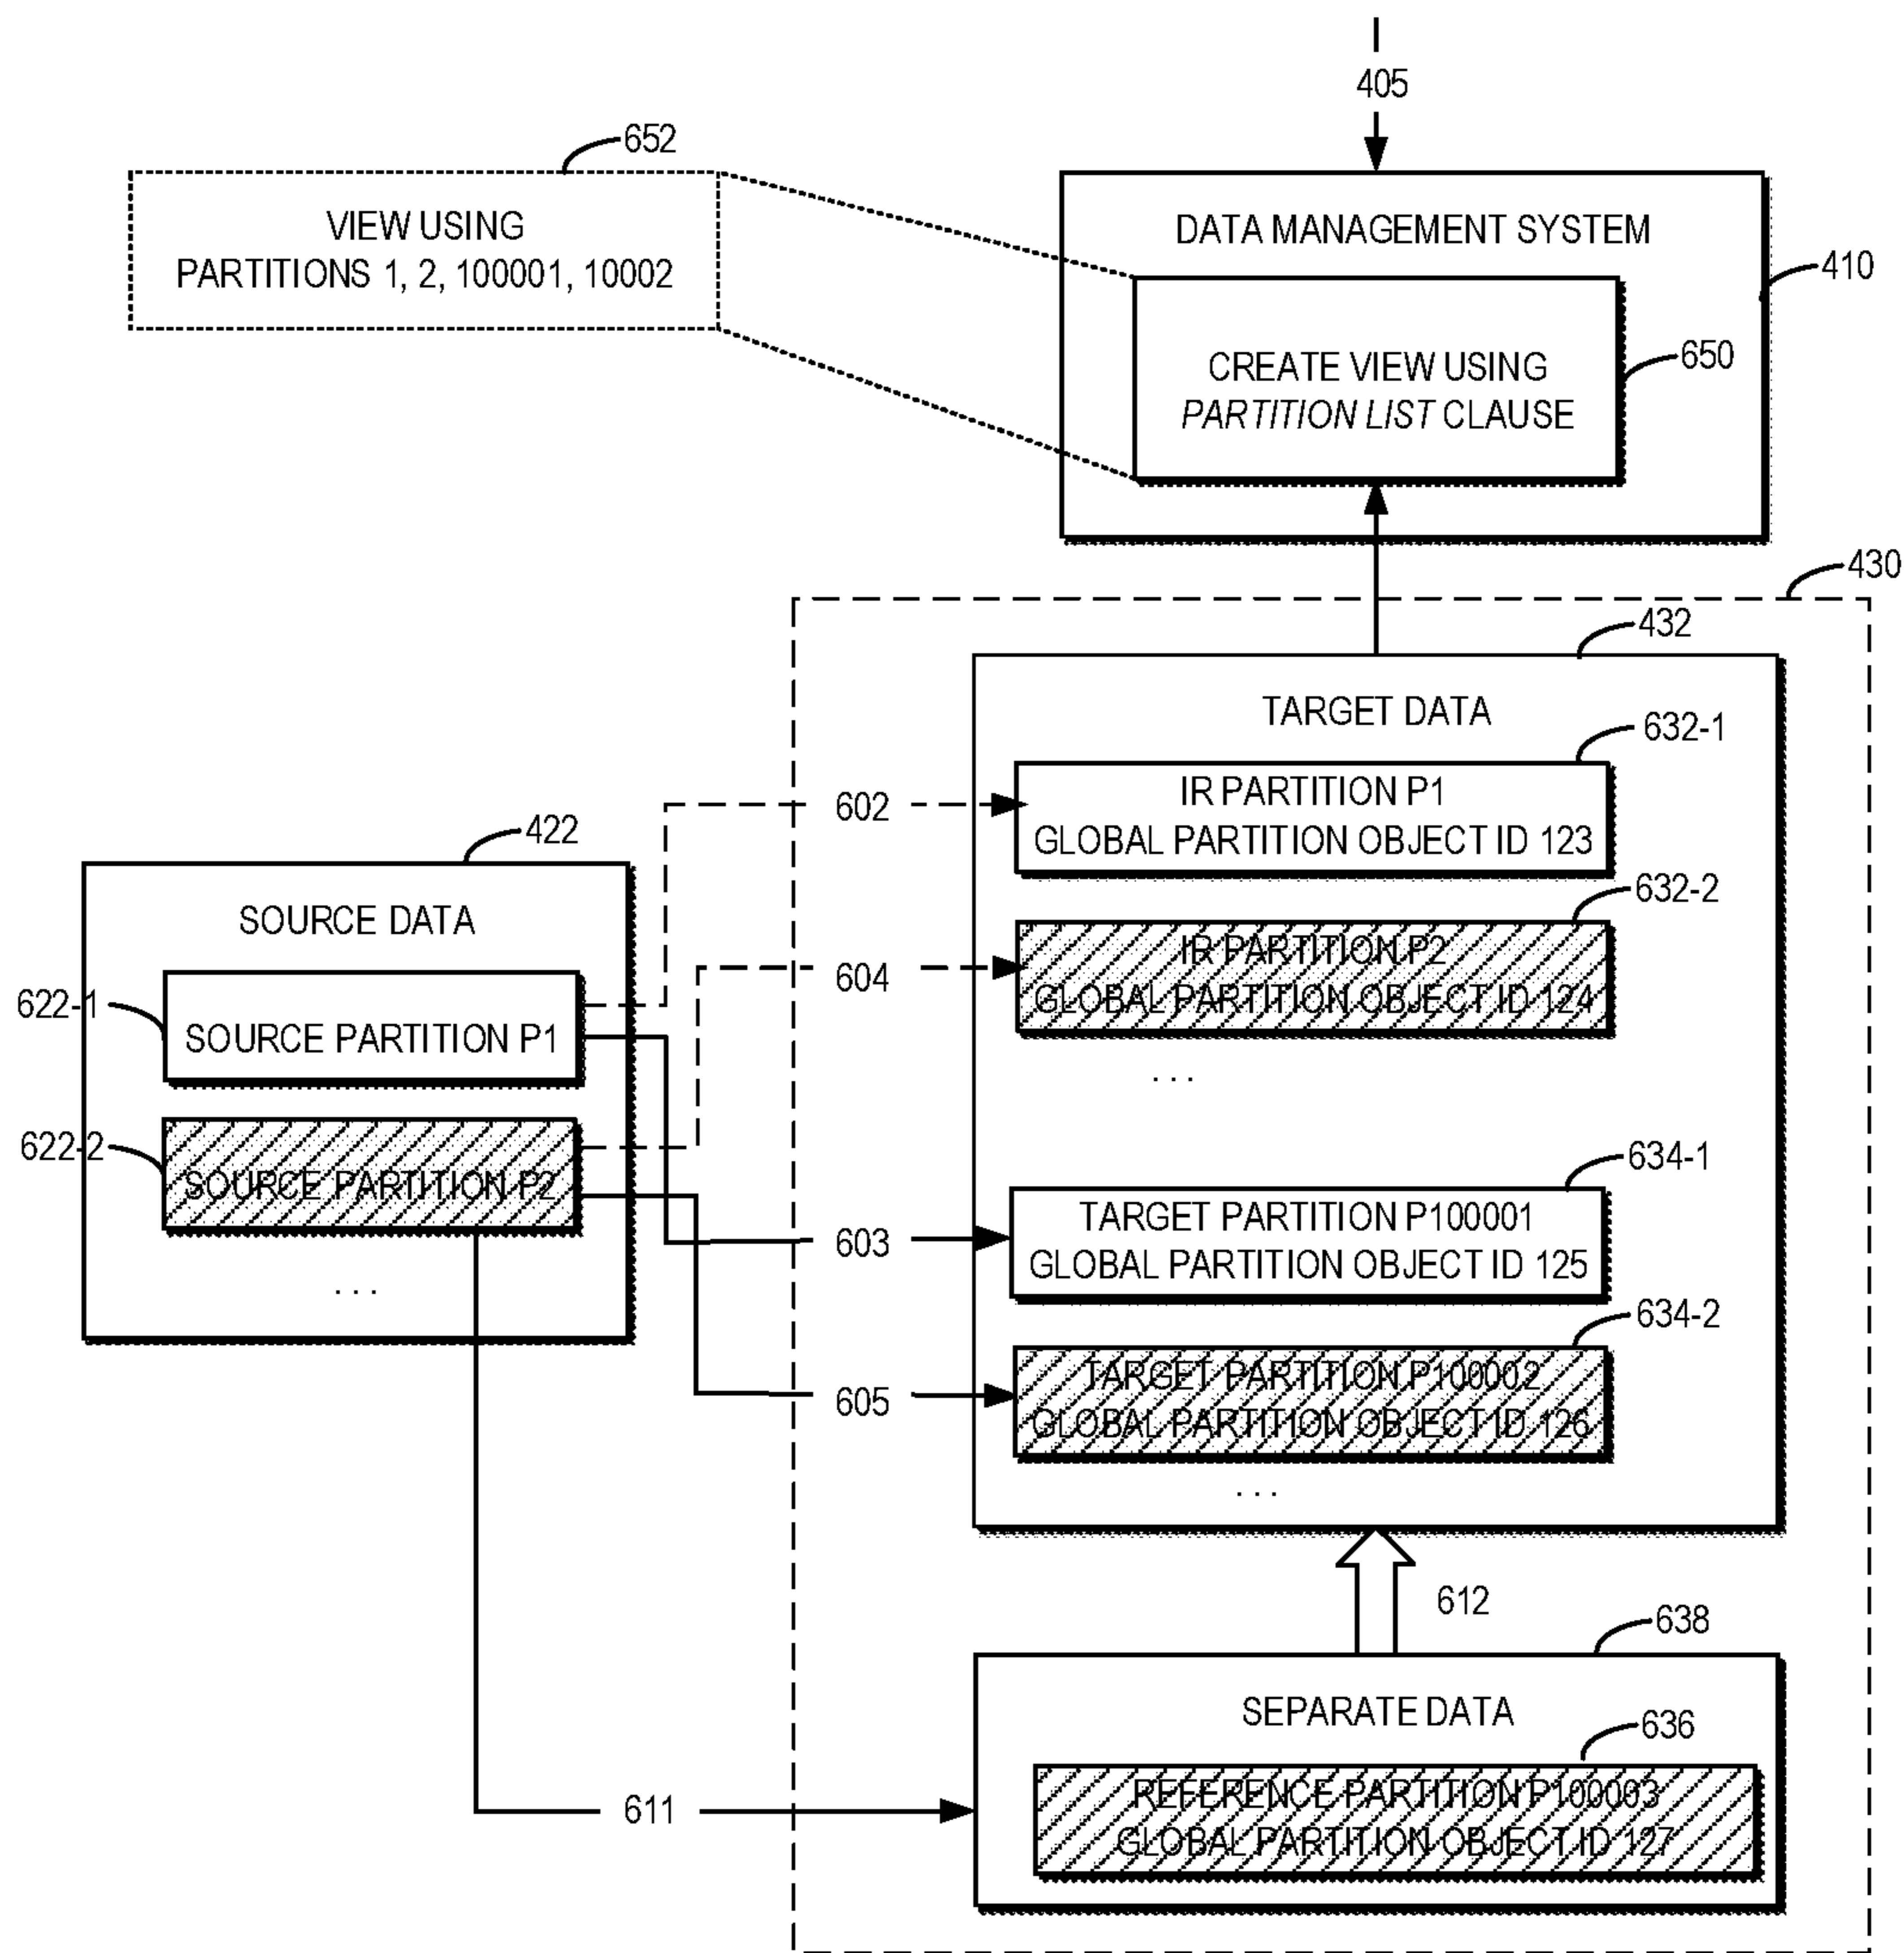 405
652
VIEW USING
PARTITIONS 1, 2, 100001, 10002
DATA MANAGEMENT SYSTEM
410
CREATE VIEW USING
PARTITION LIST CLAUSE
650
430
432
TARGET DATA
632-1
IR PARTITION P1
GLOBAL PARTITION OBJECT ID 123
602
422
632-2
SOURCE DATA
IR PARTITION P2
GLOBAL PARTITION OBJECT ID 124
604
622-1
SOURCE PARTITION P1
. . .
622-2
SOURCE PARTITION P2
634-1
TARGET PARTITION P100001
GLOBAL PARTITION OBJECT ID 125
603
. . .
634-2
TARGET PARTITION P100002
GLOBAL PARTITION OBJECT ID 126
605
. . .
612
638
SEPARATE DATA
636
REFERENCE PARTITION P100003
GLOBAL PARTITION OBJECT ID 127
611